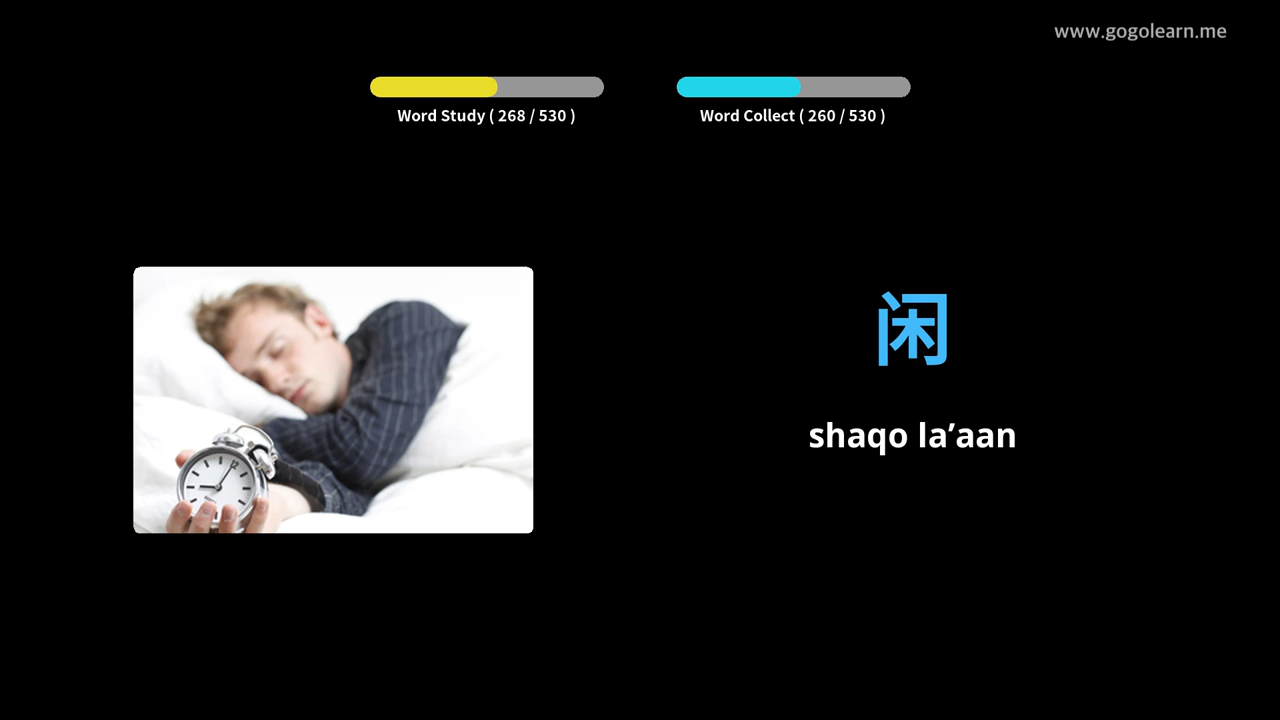 www.gogolearn.me
Word Study ( 268 / 530 )
Word Collect ( 260 / 530 )
闲
shaqo la’aan